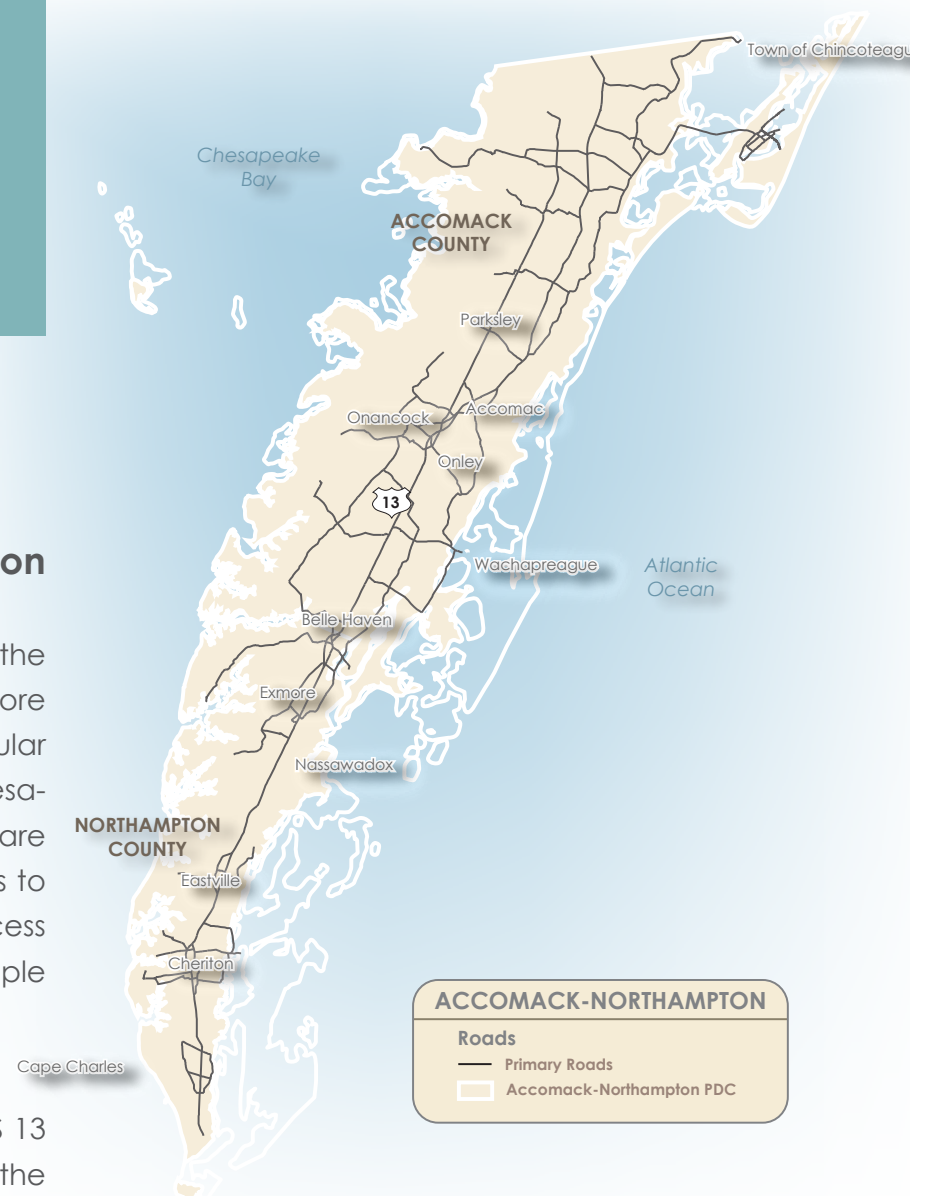 Town of Chincoteagu
Chesapeake
Bay
ACCOMACK
COUNTY
Parksley
Accomac
Onancock
Onley
13
on
Wachapreague
Atlantic
Ocean
Belle Haven
the
ore
Exmore
ular
Nassawadox
esa-
NORTHAMPTON
COUNTY
are
Eastville
s to
cess
Cheriton
ple
ACCOMACK-NORTHAMPTON
Roads
Primary Roads
Accomack-Northampton PDC
Cape Charles
S 13
the